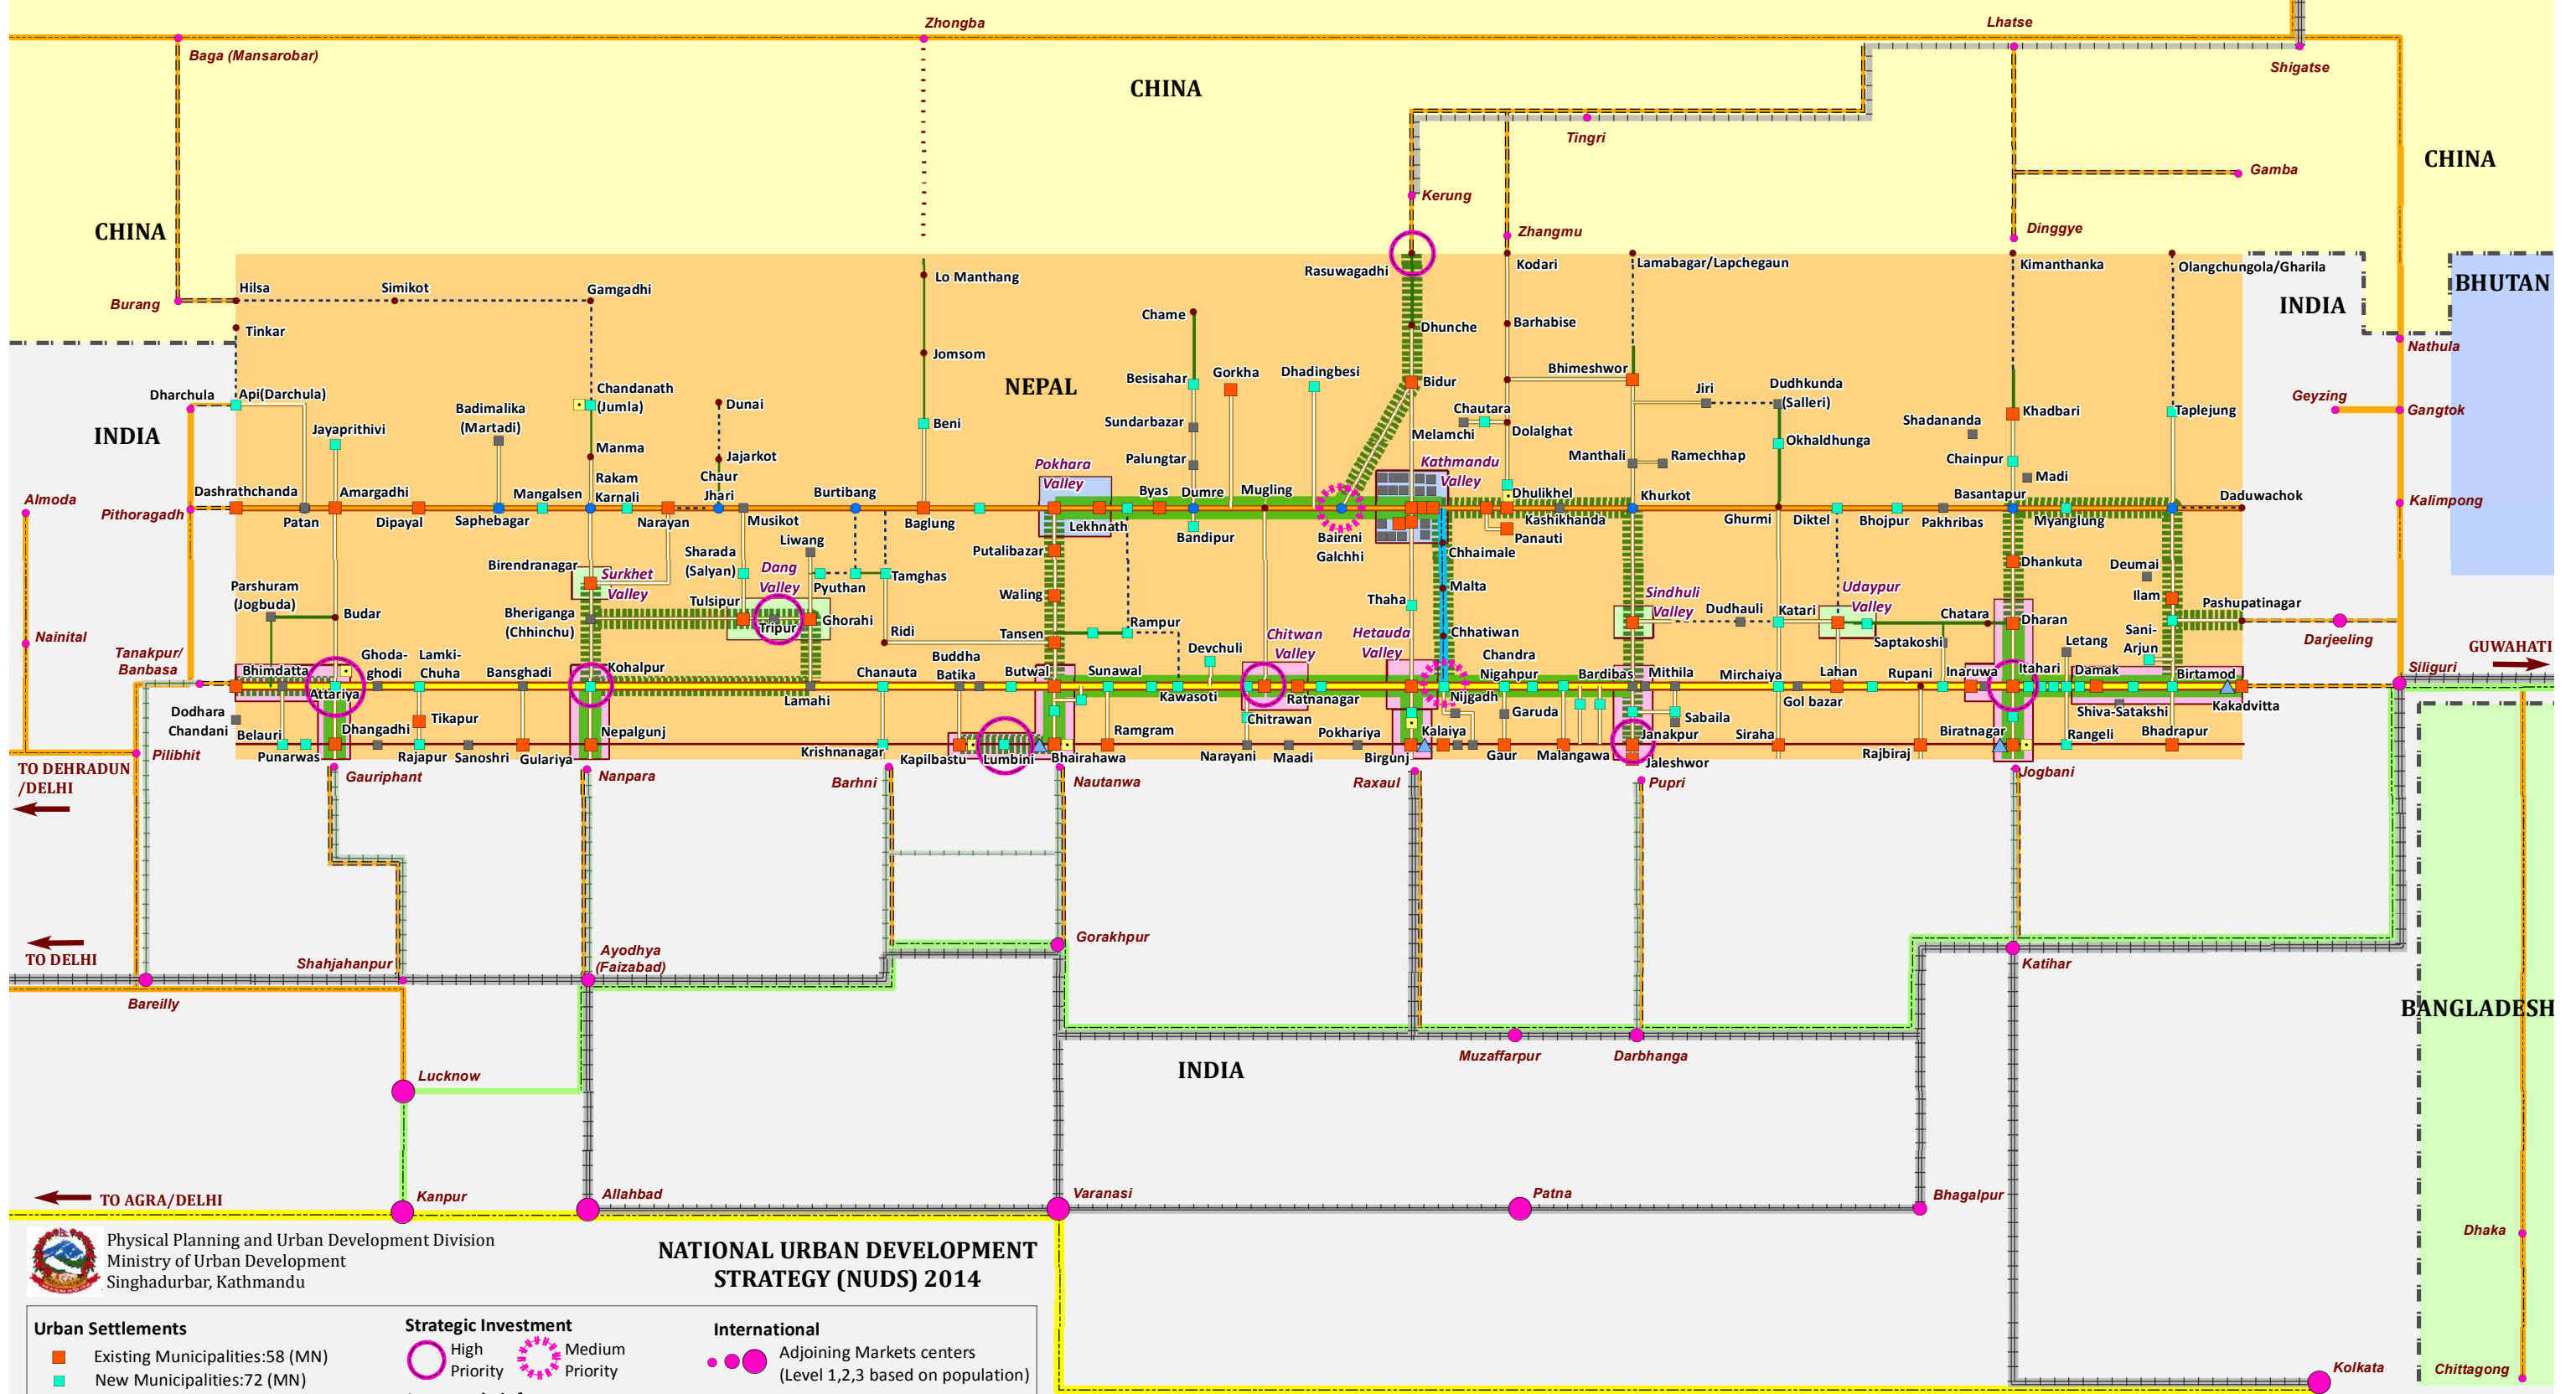 Zhongba
Lhatse
Baga (Mansarobar)
Shigatse
CHINA
Tingri
CHINA
Gamba
Kerung
CHINA
Zhangmu
Dinggye
Rasuwagadhi
Kodari
Lamabagar/Lapchegaun
Kimanthanka
Olangchungola/Gharila
Lo Manthang
BHUTAN
Hilsa
Simikot
Gamgadhi
Burang
INDIA
Chame
Tinkar
Dhunche
Barhabise
Nathula
Jomsom
NEPAL
Besisahar
Gorkha
Dhadingbesi
Bidur
Bhimeshwor
Jiri
Dudhkunda
(Salleri)
Dharchula
Api(Darchula)
Chandanath
(Jumla)
Badimalika
(Martadi)
Dunai
Geyzing
Gangtok
Chautara
Khadbari
Taplejung
Shadananda
INDIA
Jayaprithivi
Beni
Sundarbazar
Melamchi
Dolalghat
Okhaldhunga
Manma
Jajarkot
Palungtar
Pokhara
Valley
Kathmandu
Valley
Manthali
Ramechhap
Chainpur
Madi
Rakam
Karnali
Chaur
Jhari
Almoda
Dashrathchanda
Amargadhi
Mangalsen
Burtibang
Byas
Dumre
Mugling
Dhulikhel
Khurkot
Basantapur
Daduwachok
Kalimpong
Pithoragadh
Patan
Dipayal
Saphebagar
Narayan
Musikot
Baglung
Lekhnath
Bandipur
Baireni
Galchhi
Kashikhanda
Panauti
Ghurmi
Diktel
Bhojpur
Pakhribas
Myanglung
Liwang
Sharada
(Salyan)
Dang
Valley
Putalibazar
Chhaimale
Birendranagar
Surkhet
Valley
Pyuthan
Tamghas
Malta
Dhankuta
Deumai
Parshuram
(Jogbuda)
Budar
Bheriganga
(Chhinchu)
Tulsipur
Tripur
Ghorahi
Waling
Thaha
Sindhuli
Valley
Dudhauli
Katari
Udaypur
Valley
Chatara
Dharan
Ilam
Pashupatinagar
Nainital
Ridi
Tansen
Rampur
Chitwan
Valley
Hetauda
Valley
Chhatiwan
Saptakoshi
Letang
Sani-
Arjun
Darjeeling
GUWAHATI
Tanakpur/
Banbasa
Bhimdatta
Ghoda-
ghodi
Lamki-
Chuha
Bansghadi
Kohalpur
Chanauta
Buddha
Batika
Butwal
Sunawal
Devchuli
Chandra
Nigahpur
Bardibas
Mithila
Mirchaiya
Lahan
Rupani
Inaruwa
Itahari
Damak
Birtamod
Siliguri
Attariya
Lamahi
Kawasoti
Ratnanagar
Nijgadh
Gol bazar
Shiva-Satakshi
Kakadvitta
Dodhara
Chandani
Belauri
Dhangadhi
Tikapur
Nepalgunj
Chitrawan
Garuda
Sabaila
Punarwas
Rajapur
Sanoshri
Gulariya
Krishnanagar
Kapilbastu
Lumbini
Bhairahawa
Ramgram
Narayani
Maadi
Pokhariya
Birgunj
Kalaiya
Gaur
Malangawa
Janakpur
Jaleshwor
Siraha
Rajbiraj
Biratnagar
Rangeli
Bhadrapur
Pilibhit
TO DEHRADUN
/DELHI
Gauriphant
Nanpara
Barhni
Nautanwa
Raxaul
Pupri
Jogbani
TO DELHI
Shahjahanpur
Ayodhya
(Faizabad)
Gorakhpur
Katihar
Bareilly
BANGLADESH
Muzaffarpur
Darbhanga
INDIA
Lucknow
TO AGRA/DELHI
Kanpur
Allahbad
Varanasi
Patna
Bhagalpur
Dhaka
Physical Planning and Urban Development Division
Ministry of Urban Development
Singhadurbar, Kathmandu
NATIONAL URBAN DEVELOPMENT
STRATEGY (NUDS) 2014
Kolkata
Chittagong
Urban Settlements
Existing Municipalities:58 (MN)
New Municipalities:72 (MN)
Strategic Investment
High
Priority
Medium
Priority
International
Adjoining Markets centers
(Level 1,2,3 based on population)